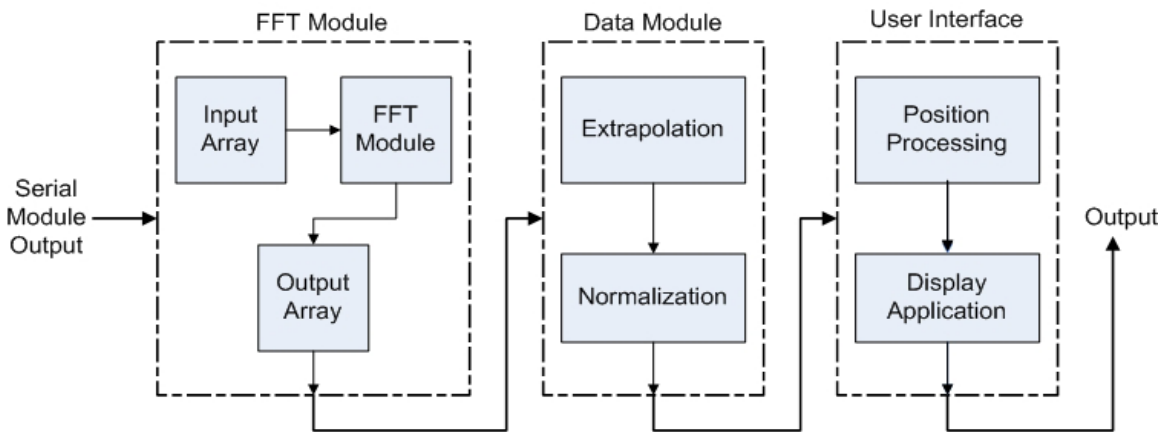 FFT Module
Data Module
User Interface
Input
Array
FFT
Module
Output
Array
Extrapolation
Normalization
Position
Processing
Display
Application
Serial
Module
Output
Output